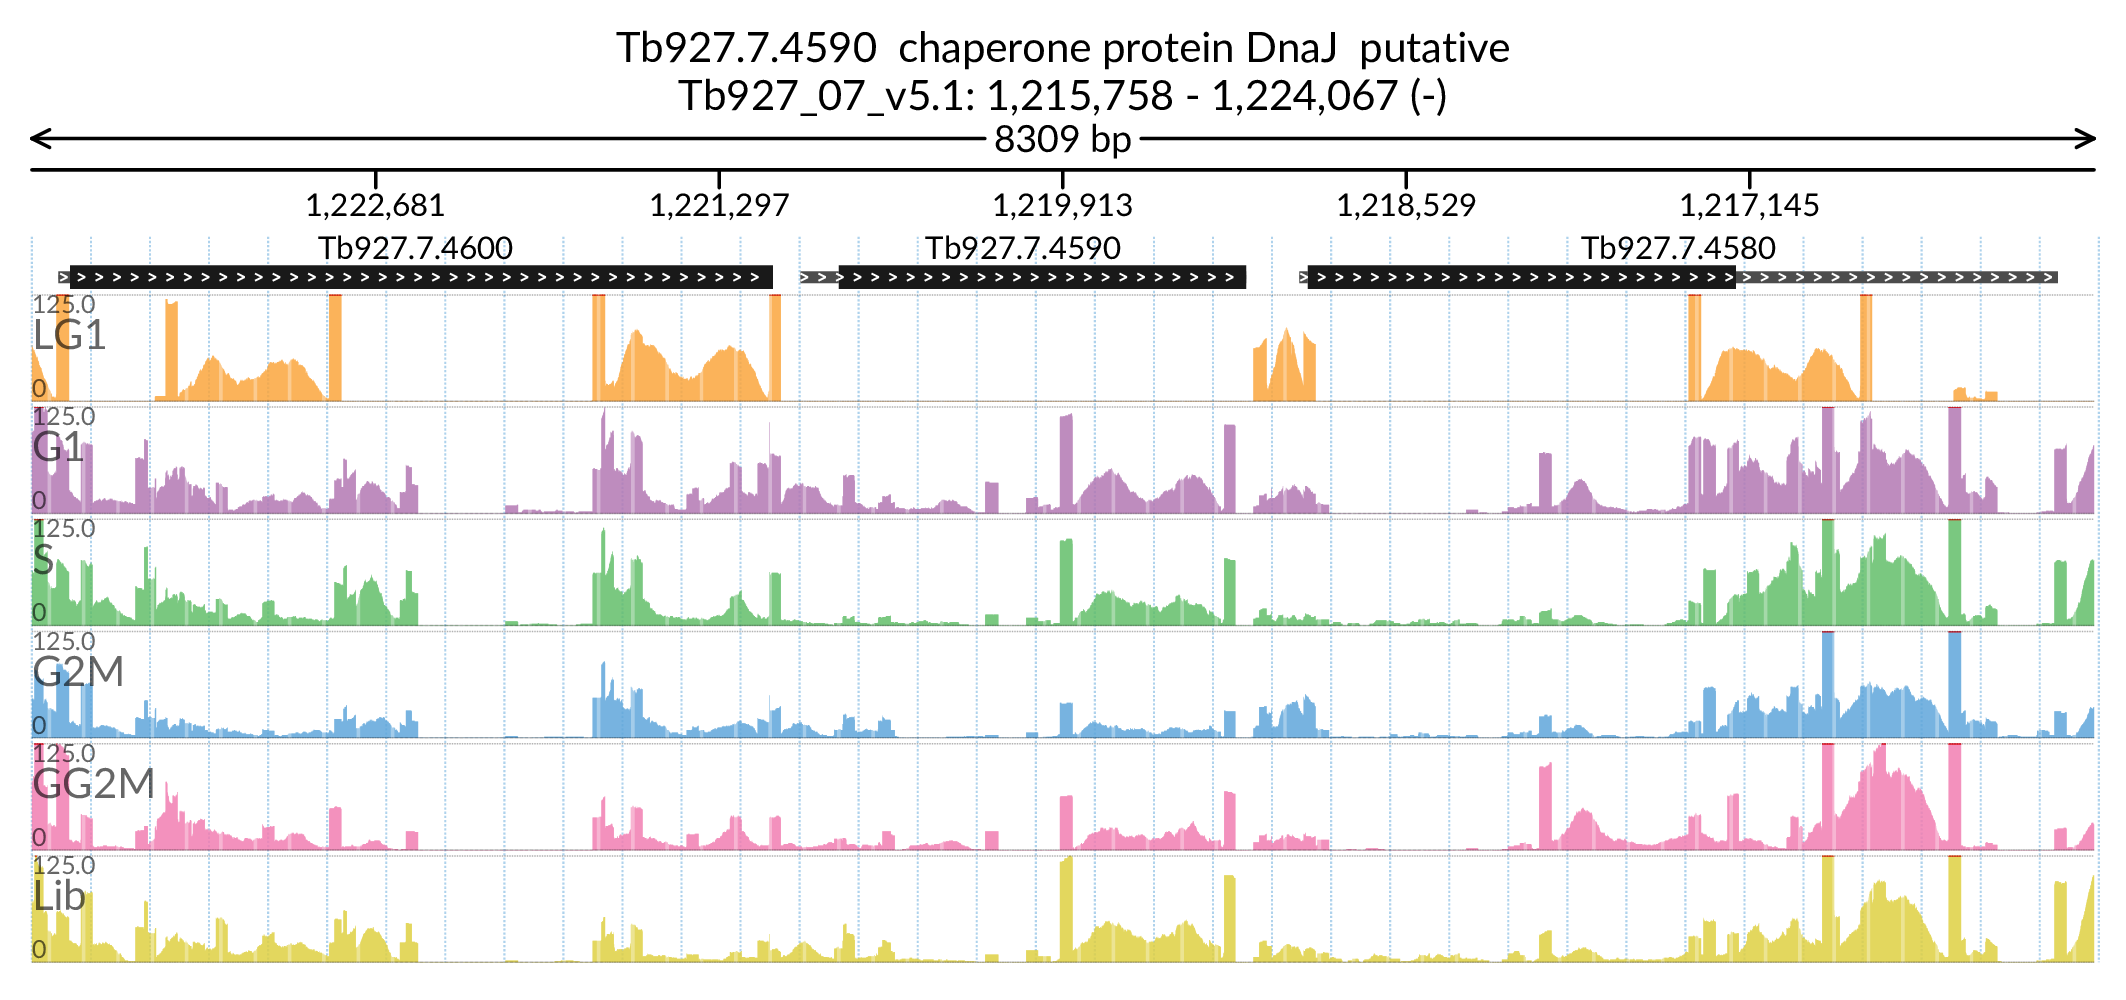 Tb927.7.4590  chaperone protein DnaJ  putative
Tb927_07_v5.1: 1,215,758 - 1,224,067 (-)
8309 bp
1,222,681 1,221,297 1,219,913 1,218,529 1,217,145
Tb927.7.4600 Tb927.7.4590 Tb927.7.4580
125.0
LG1
0
125.0
G1
0
125.0
S
0
125.0
G2M
0
125.0
GG2M
0
125.0
Lib
0